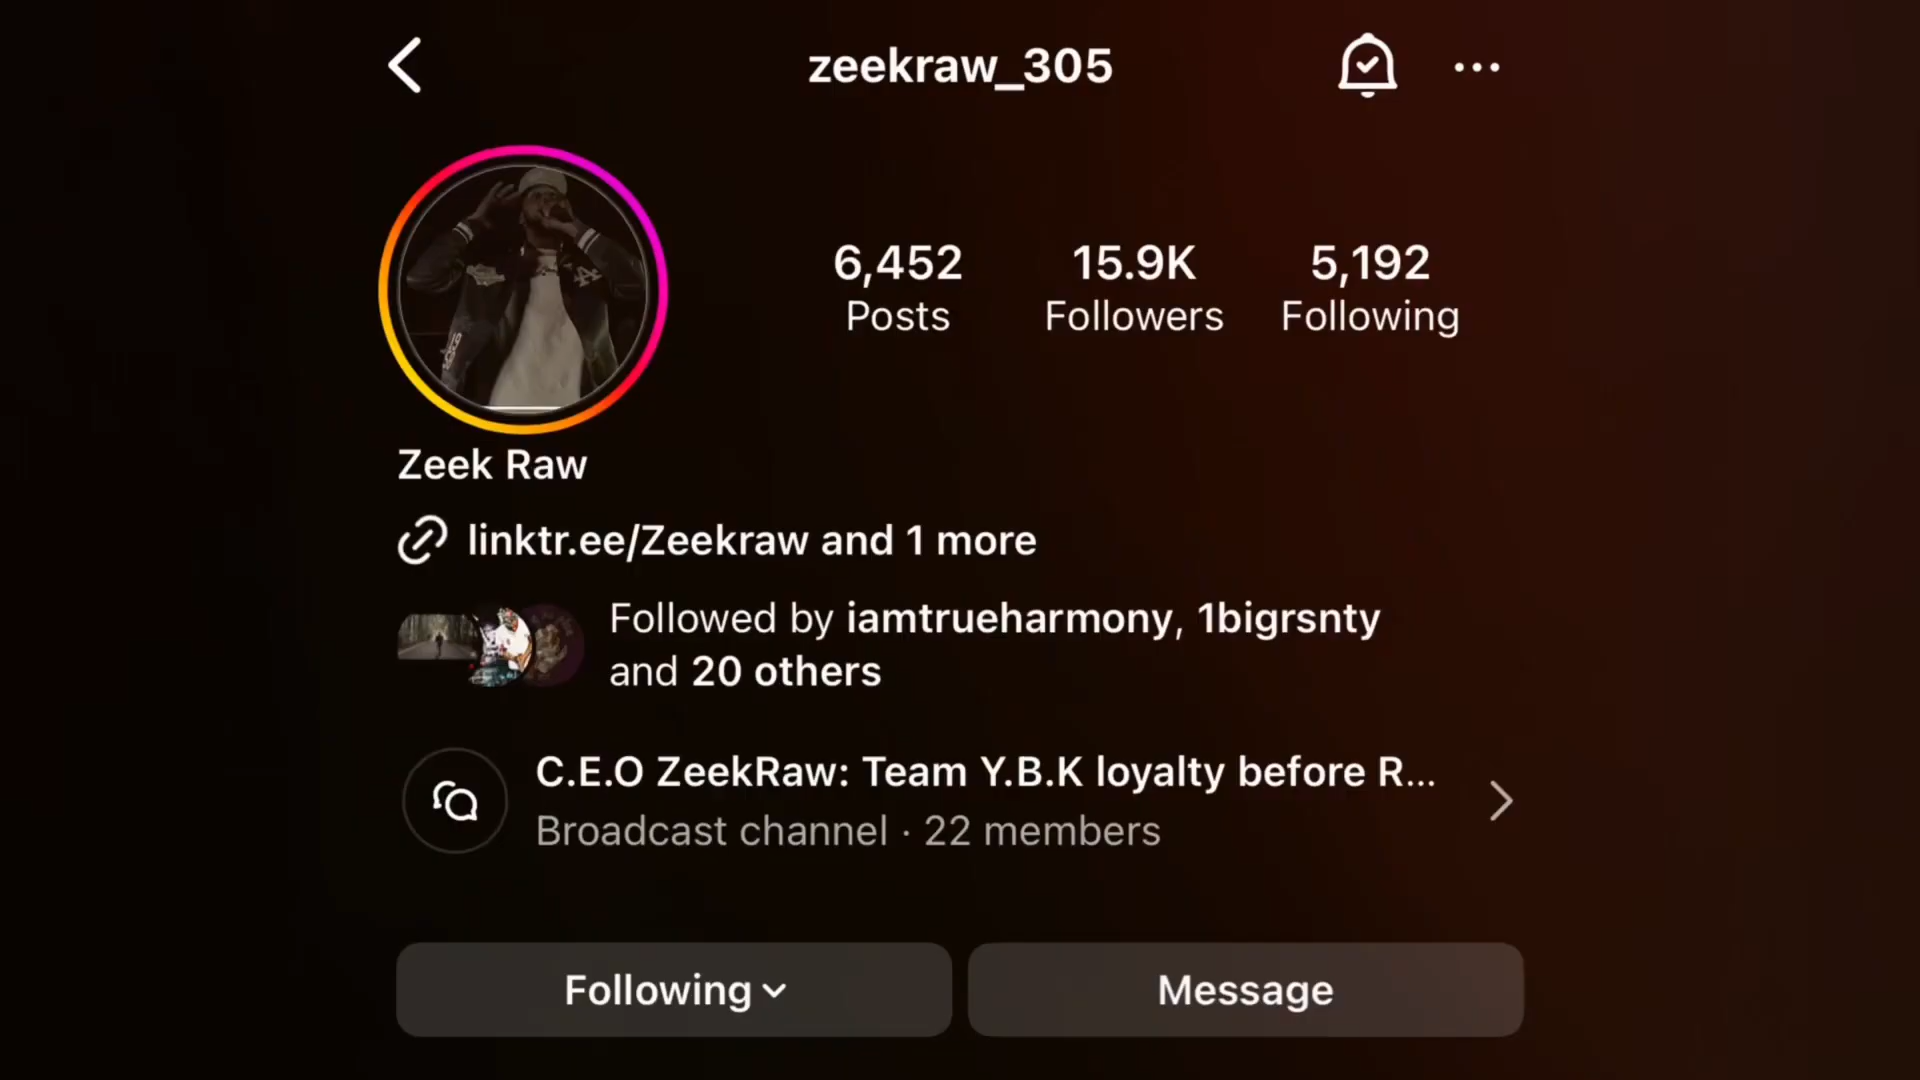 zeekraw_305
6,452 15.9K 5,192
Posts Followers Following
Zeek Raw
linktr.ee/Zeekraw and 1 more
Followed by iamtrueharmony, 1bigrsnty
and 20 others
C.E.O ZeekRaw: Team Y.B.K loyalty before R...
Broadcast channel · 22 members
Following Message